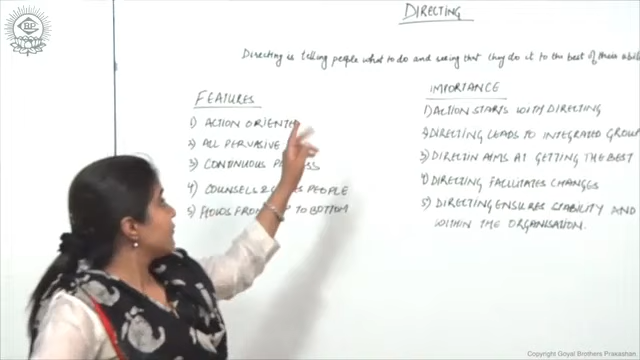 DIRECTING
Directing is telling people what to do and seeing that they do it to the best of their
FEATURES
1) ACTION ORIENTED
2) ALL PERVASIVE
3) CONTINUOUS PROCESS
4) COUNSELS PEOPLE
5) FLOWS FROM TO BOTTOM
IMPORTANCE
1) ACTION STARTS WITH DIRECTING
2) DIRECTING LEADS TO INTEGRATED GROUP
3) DIRECTIN AIMS AT GETTING THE BEST
4) DIRECTING FACILITATES CHANGES
5) DIRECTING ENSURES STABILITY AND
WITHIN THE ORGANISATION.
Copyright Goyal Brothers Prakashan